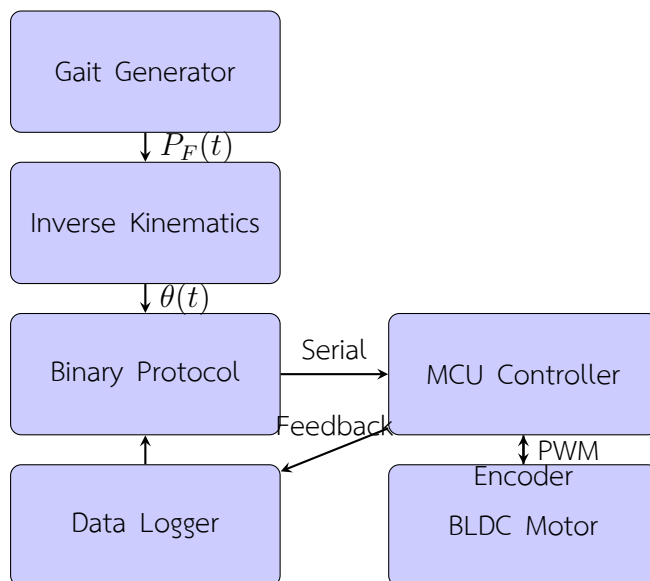 Gait Generator
P_F(t)
Inverse Kinematics
θ(t)
Binary Protocol
Serial
MCU Controller
Feedback
PWM
Encoder
Data Logger
BLDC Motor